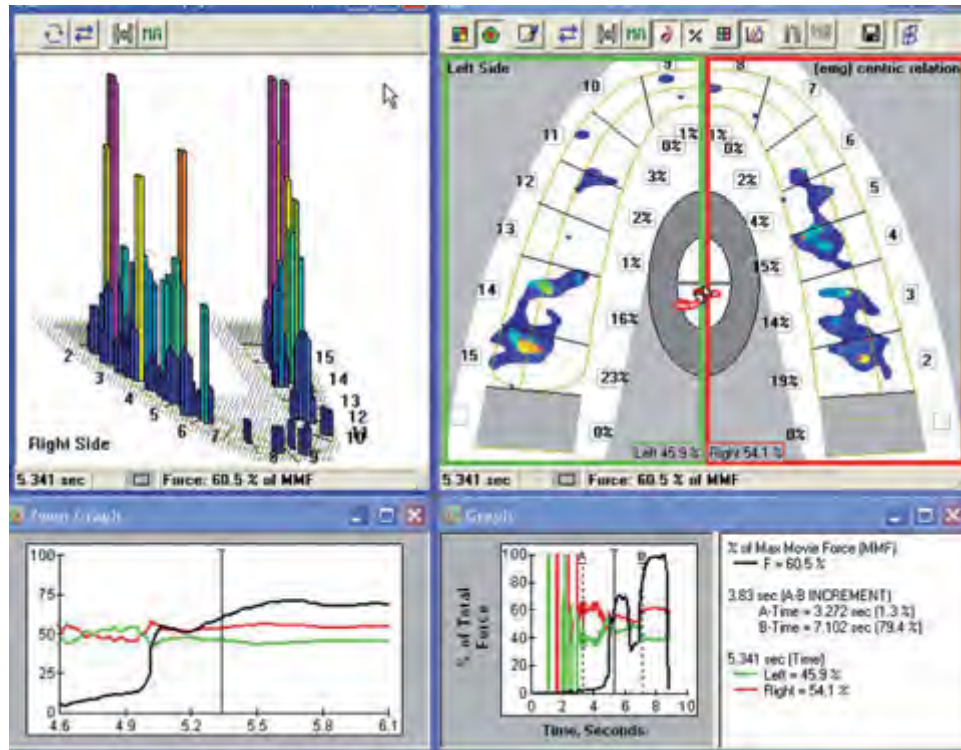 MA
2
3
4
5
6
7
8
9
15
14
13
12
11
10
Right Side
5.341 sec Force: 60.5 % of MMF
MA
Left Side
(emg) centric relation
9 8
10 7
11 6
12 5
13 4
14 3
15 2
1% 1%
0% 0%
3% 2%
2% 4%
1% 15%
16% 14%
23% 19%
0% 0%
Left 45.9 % Right 54.1 %
5.341 sec Force: 60.5 % of MMF
Zoom Graph
100
75
50
25
0
4.6 4.9 5.2 5.5 5.8 6.1
Graph
% of Total Force
100
80
60
40
20
0
A B
0 2 4 6 8 10
Time, Seconds
% of Max Movie Force (MMF)
F = 60.5 %
3.83 sec (A-B INCREMENT)
A-Time = 3.272 sec (1.3 %)
B-Time = 7.102 sec (79.4 %)
5.341 sec (Time)
Left = 45.9 %
Right = 54.1 %